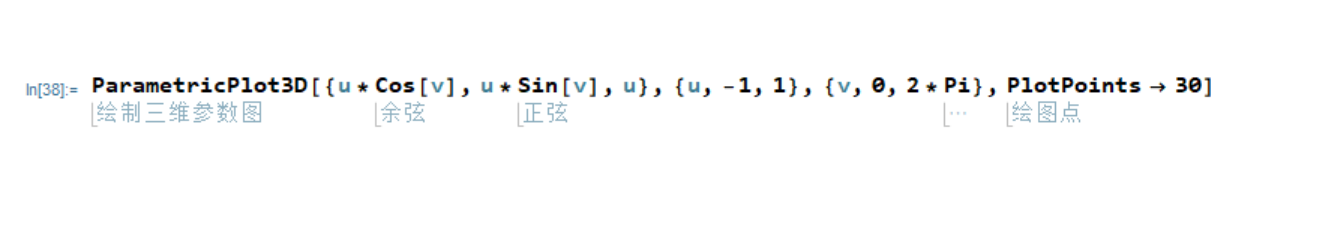 In[38]:= ParametricPlot3D[{u * Cos[v], u * Sin[v], u}, {u, -1, 1}, {v, 0, 2 * Pi}, PlotPoints → 30]
绘制三维参数图 余弦 正弦 ⋯ 绘图点